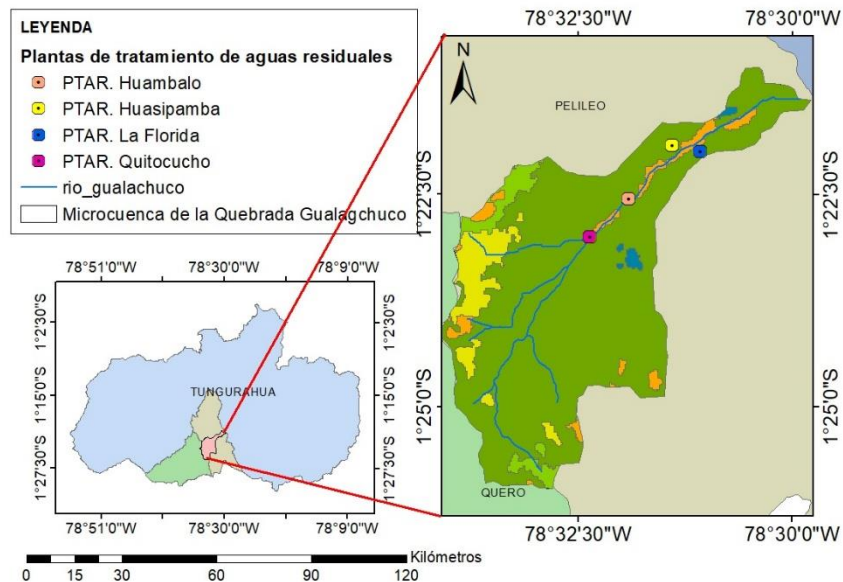 LEYENDA
Plantas de tratamiento de aguas residuales
PTAR. Huambalo
PTAR. Huasipamba
PTAR. La Florida
PTAR. Quitocucho
rio_gualachuco
Microcuenca de la Quebrada Gualagchuco
78°51'0"W 78°30'0"W 78°9'0"W
1°2'30"S 1°2'30"S
1°15'0"S 1°15'0"S
1°27'30"S 1°27'30"S
TUNGURAHUA
78°51'0"W 78°30'0"W 78°9'0"W
Kilómetros
0 15 30 60 90 120
78°32'30"W 78°30'0"W
N
PELILEO
1°22'30"S 1°22'30"S
1°25'0"S 1°25'0"S
QUERO
78°32'30"W 78°30'0"W